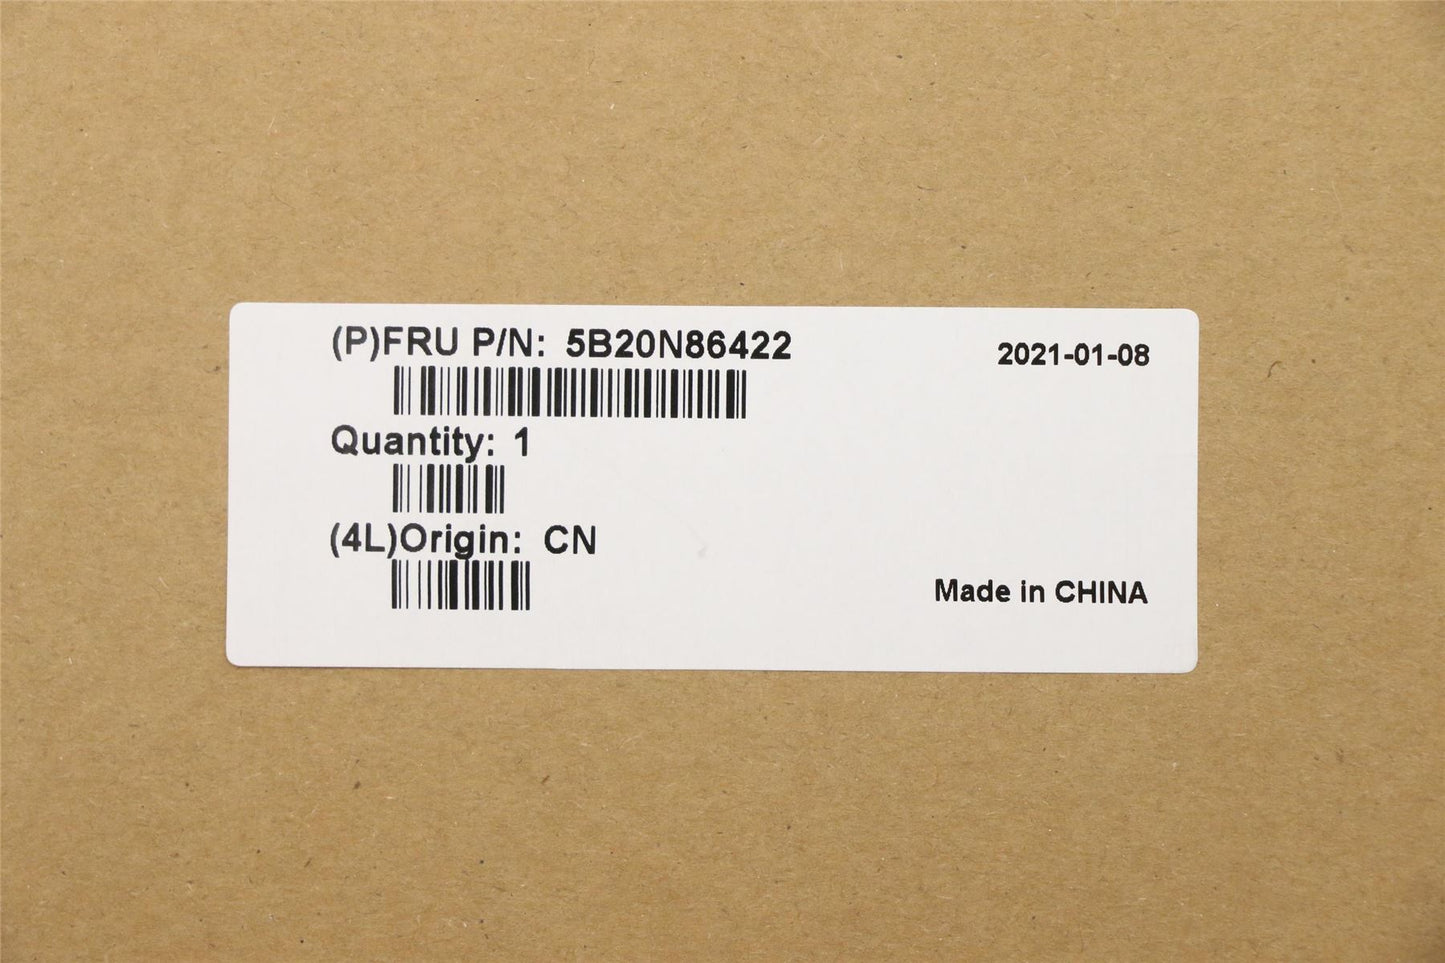 (P)FRU P/N: 5B20N86422
2021-01-08
Quantity: 1
(4L)Origin: CN
Made in CHINA